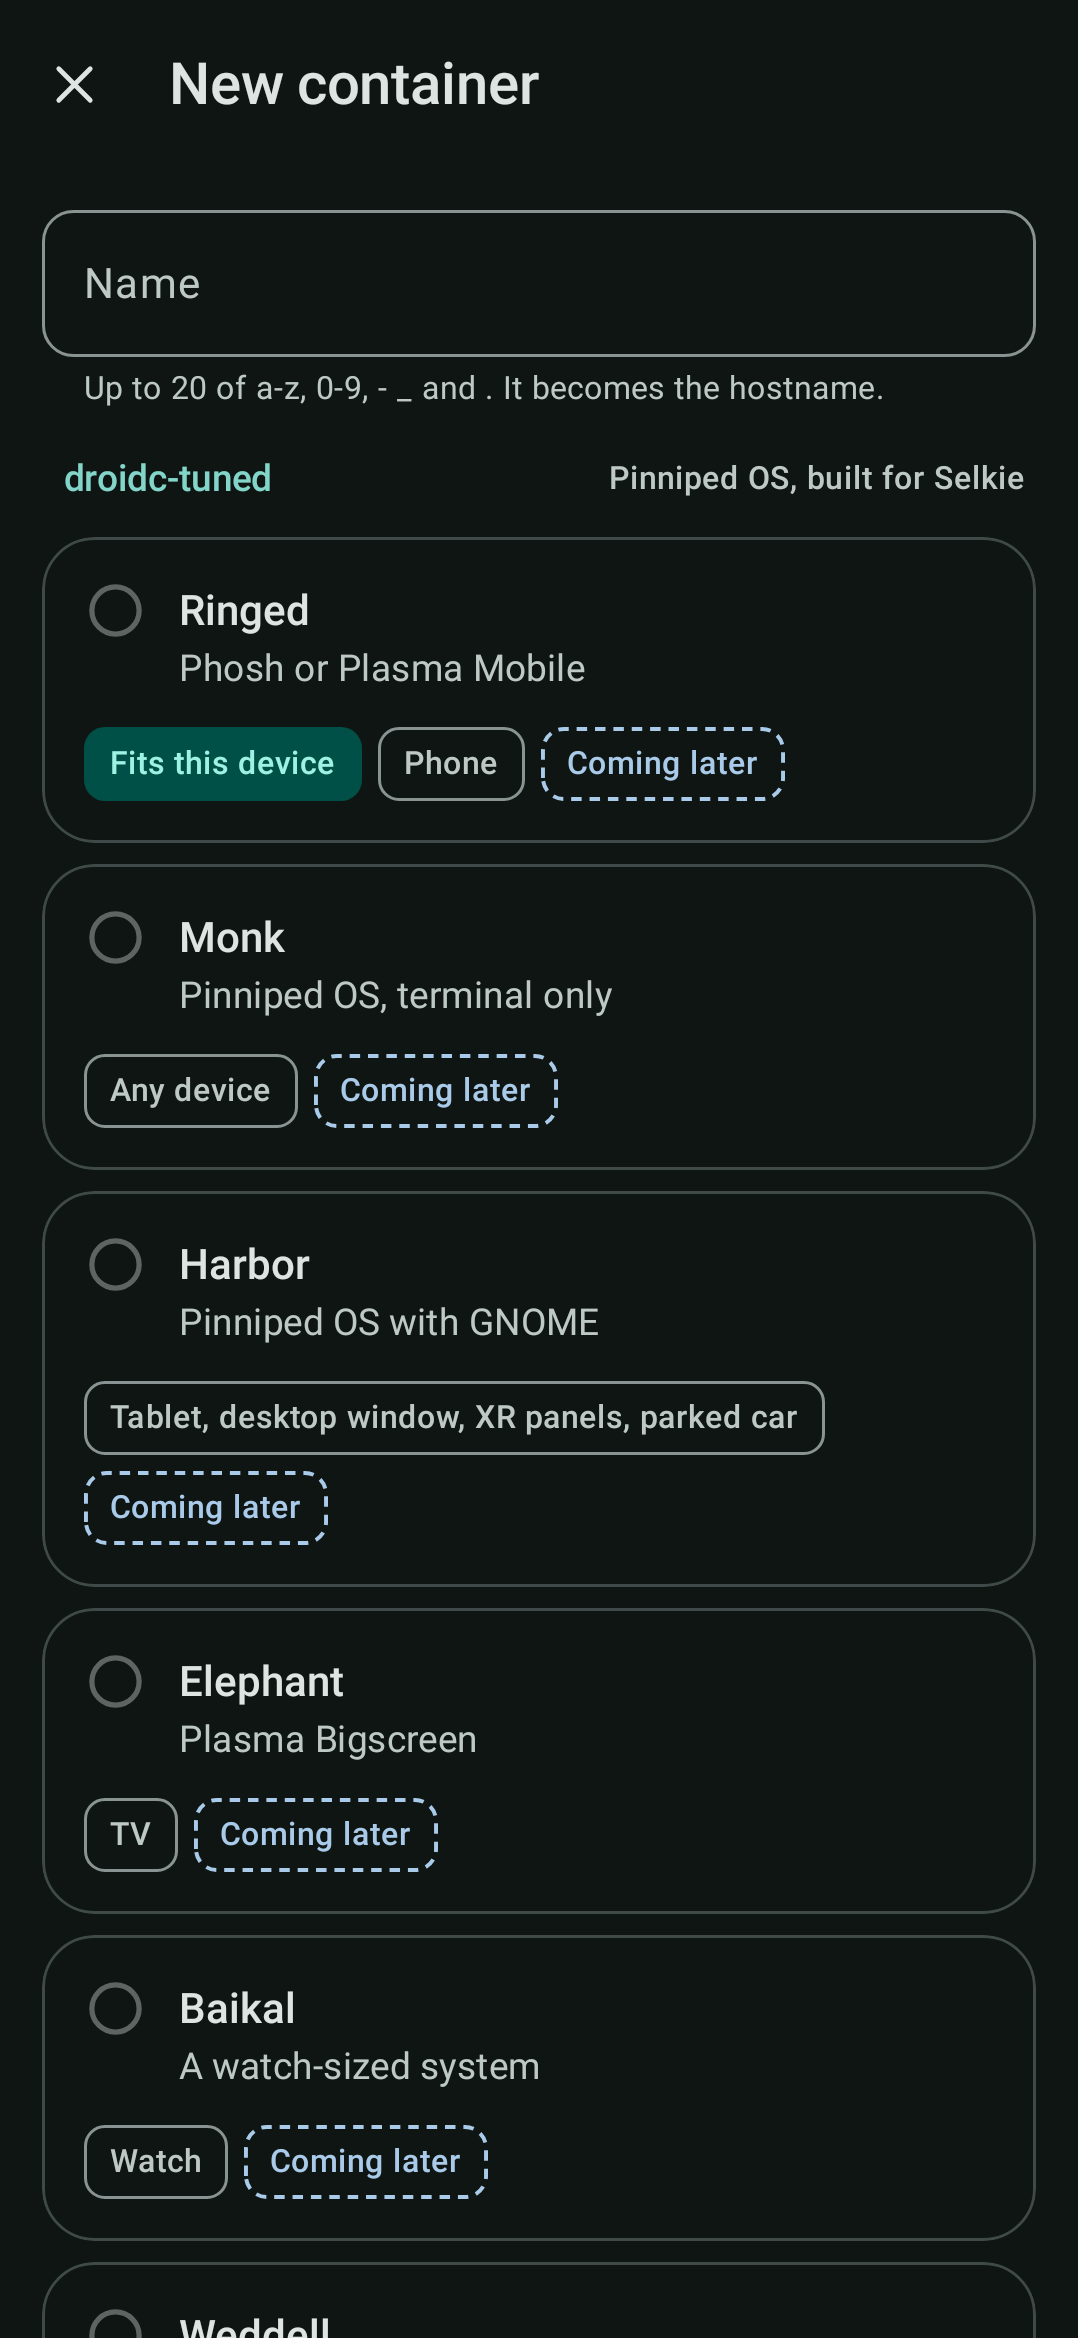 New container
Name
Up to 20 of a-z, 0-9, - _ and . It becomes the hostname.
droidc-tuned
Pinniped OS, built for Selkie
Ringed
Phosh or Plasma Mobile
Fits this device
Phone
Coming later
Monk
Pinniped OS, terminal only
Any device
Coming later
Harbor
Pinniped OS with GNOME
Tablet, desktop window, XR panels, parked car
Coming later
Elephant
Plasma Bigscreen
TV
Coming later
Baikal
A watch-sized system
Watch
Coming later
Weddell